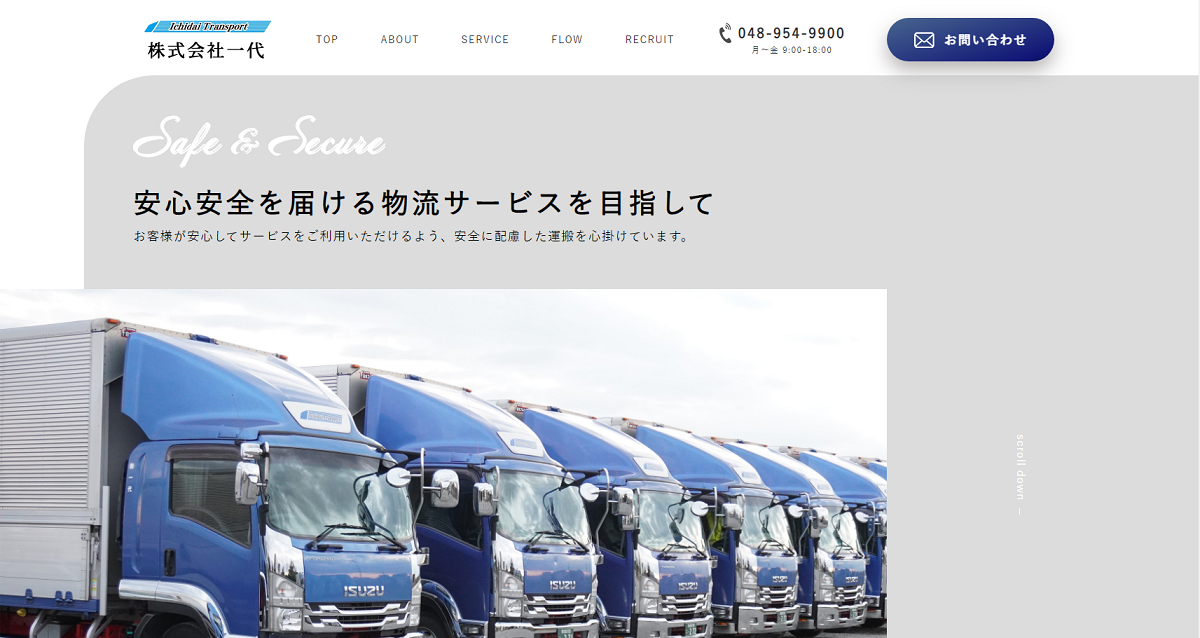 Ichidai Transport
株式会社一代
TOP
ABOUT
SERVICE
FLOW
RECRUIT
048-954-9900
月～金 9:00-18:00
お問い合わせ
Safe & Secure
安心安全を届ける物流サービスを目指して
お客様が安心してサービスをご利用いただけるよう、安全に配慮した運搬を心掛けています。
scroll down
ISUZU
ISUZU
ISUZU
ISUZU
ISUZU